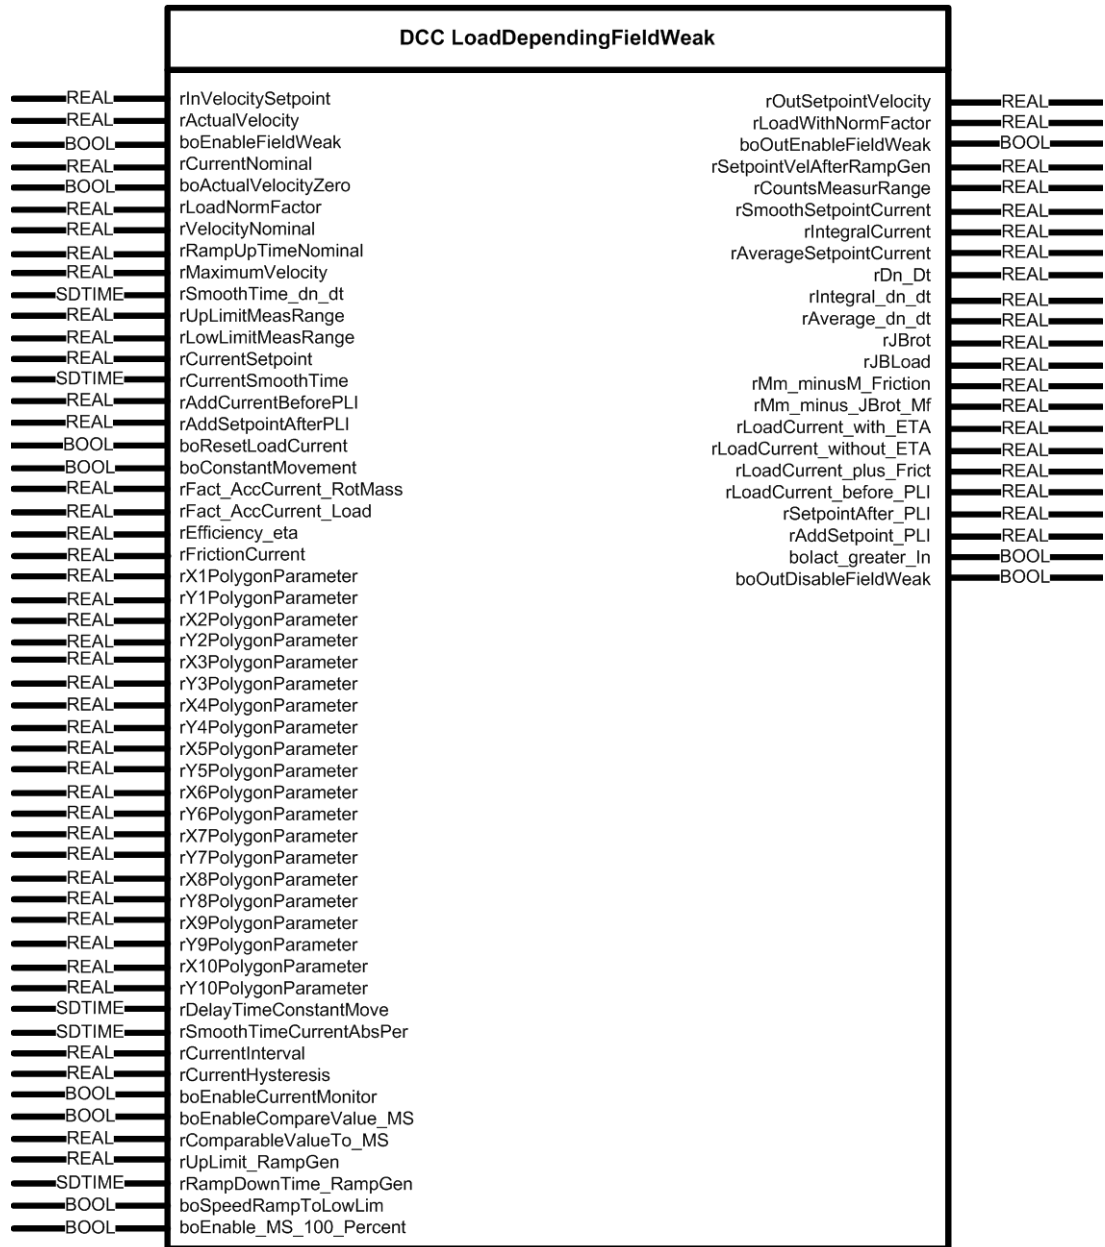 DCC LoadDependingFieldWeak
REAL rInVelocitySetpoint
REAL rActualVelocity
BOOL boEnableFieldWeak
REAL rCurrentNominal
BOOL boActualVelocityZero
REAL rLoadNormFactor
REAL rVelocityNominal
REAL rRampUpTimeNominal
REAL rMaximumVelocity
SDTIME rSmoothTime_dn_dt
REAL rUpLimitMeasRange
REAL rLowLimitMeasRange
REAL rCurrentSetpoint
SDTIME rCurrentSmoothTime
REAL rAddCurrentBeforePLI
REAL rAddSetpointAfterPLI
BOOL boResetLoadCurrent
BOOL boConstantMovement
REAL rFact_AccCurrent_RotMass
REAL rFact_AccCurrent_Load
REAL rEfficiency_eta
REAL rFrictionCurrent
REAL rX1PolygonParameter
REAL rY1PolygonParameter
REAL rX2PolygonParameter
REAL rY2PolygonParameter
REAL rX3PolygonParameter
REAL rY3PolygonParameter
REAL rX4PolygonParameter
REAL rY4PolygonParameter
REAL rX5PolygonParameter
REAL rY5PolygonParameter
REAL rX6PolygonParameter
REAL rY6PolygonParameter
REAL rX7PolygonParameter
REAL rY7PolygonParameter
REAL rX8PolygonParameter
REAL rY8PolygonParameter
REAL rX9PolygonParameter
REAL rY9PolygonParameter
REAL rX10PolygonParameter
REAL rY10PolygonParameter
SDTIME rDelayTimeConstantMove
SDTIME rSmoothTimeCurrentAbsPer
REAL rCurrentInterval
REAL rCurrentHysteresis
BOOL boEnableCurrentMonitor
BOOL boEnableCompareValue_MS
REAL rComparableValueTo_MS
REAL rUpLimit_RampGen
SDTIME rRampDownTime_RampGen
BOOL boSpeedRampToLowLim
BOOL boEnable_MS_100_Percent
rOutSetpointVelocity REAL
rLoadWithNormFactor REAL
boOutEnableFieldWeak BOOL
rSetpointVelAfterRampGen REAL
rCountsMeasurRange REAL
rSmoothSetpointCurrent REAL
rIntegralCurrent REAL
rAverageSetpointCurrent REAL
rDn_Dt REAL
rIntegral_dn_dt REAL
rAverage_dn_dt REAL
rJBrot REAL
rJBLoad REAL
rMm_minusM_Friction REAL
rMm_minus_JBrot_Mf REAL
rLoadCurrent_with_ETA REAL
rLoadCurrent_without_ETA REAL
rLoadCurrent_plus_Frict REAL
rLoadCurrent_before_PLI REAL
rSetpointAfter_PLI REAL
rAddSetpoint_PLI REAL
boIact_greater_In BOOL
boOutDisableFieldWeak BOOL